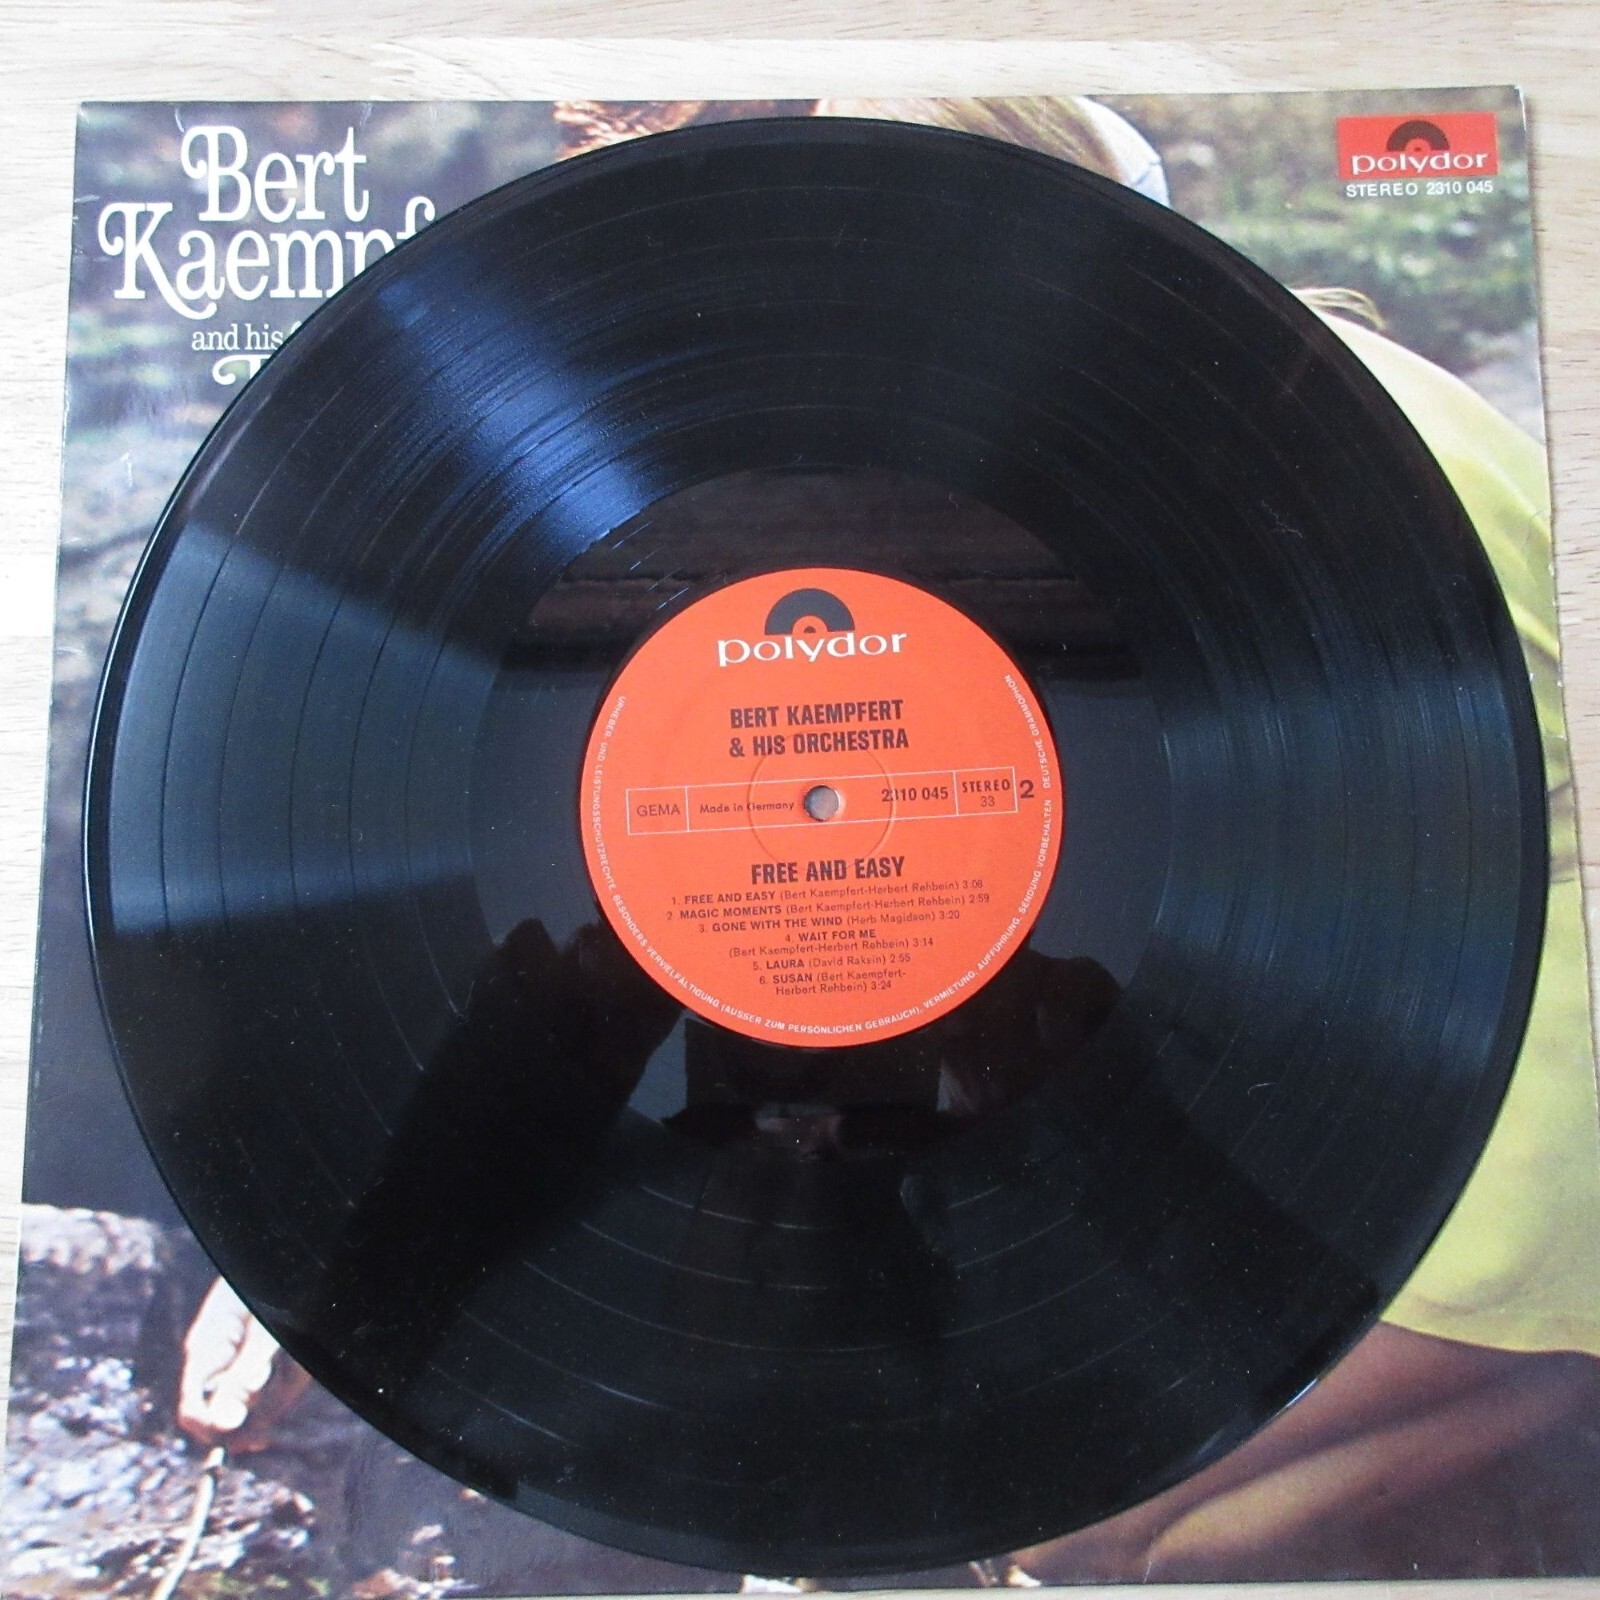 Bert
Kaempf
and his
polydor
STEREO 2310 045
polydor
BERT KAEMPFERT
& HIS ORCHESTRA
GEMA
Made in Germany
2310 045
STEREO
33
2
FREE AND EASY
1. FREE AND EASY (Bert Kaempfert-Herbert Rehbein) 3:08
2. MAGIC MOMENTS (Bert Kaempfert-Herbert Rehbein) 2:59
3. GONE WITH THE WIND (Herb Magidson) 3:20
4. WAIT FOR ME
(Bert Kaempfert-Herbert Rehbein) 3:14
5. LAURA (David Raksin) 2:55
6. SUSAN (Bert Kaempfert-
Herbert Rehbein) 3:24
URHEBER- UND LEISTUNGSSCHUTZRECHTE, BESONDERS VERVIELFÄLTIGUNG (AUSSER ZUM PERSÖNLICHEN GEBRAUCH), VERMIETUNG, AUFFÜHRUNG, SENDUNG VORBEHALTEN DEUTSCHE GRAMMOPHON